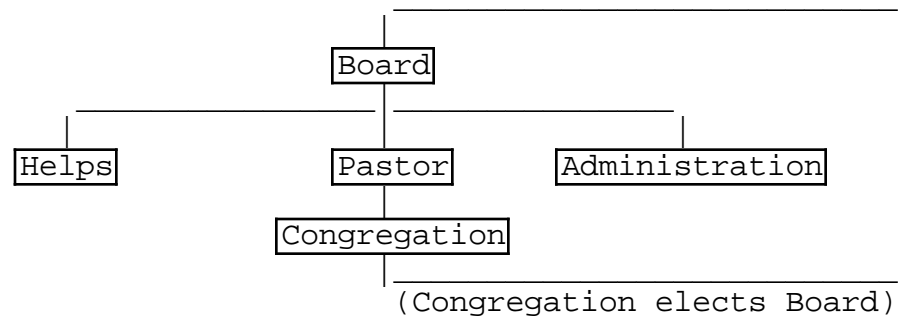 Board
Helps Pastor Administration
Congregation
(Congregation elects Board)